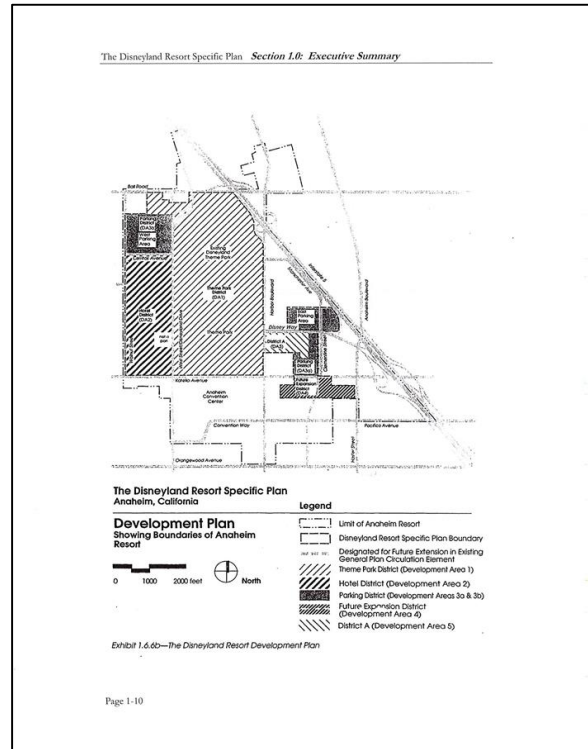 The Disneyland Resort Specific Plan Section 1.0: Executive Summary
Ball Road
Parking
District
(DA3a)
West
Parking
Area
Existing
Disneyland
Theme Park
Theme Park
District
(DA1)
Theme Park
Hotel
District
(DA2)
Harbor Boulevard
Interstate 5
Manchester Ave
Anaheim Boulevard
East
Parking
Area
Disney Way
District A
(DA5)
Clementine Street
Parking
District
Future
Expansion
District
(DA4)
Katella Avenue
Anaheim
Convention
Center
Convention Way
Pacifico Avenue
Haster Street
Orangewood Avenue
The Disneyland Resort Specific Plan
Anaheim, California
Development Plan
Showing Boundaries of Anaheim
Resort
0 1000 2000 feet
North
Legend
Limit of Anaheim Resort
Disneyland Resort Specific Plan Boundary
Designated for Future Extension in Existing
General Plan Circulation Element
Theme Park District (Development Area 1)
Hotel District (Development Area 2)
Parking District (Development Areas 3a & 3b)
Future Expansion District
(Development Area 4)
District A (Development Area 5)
Exhibit 1.6.6b—The Disneyland Resort Development Plan
Page 1-10